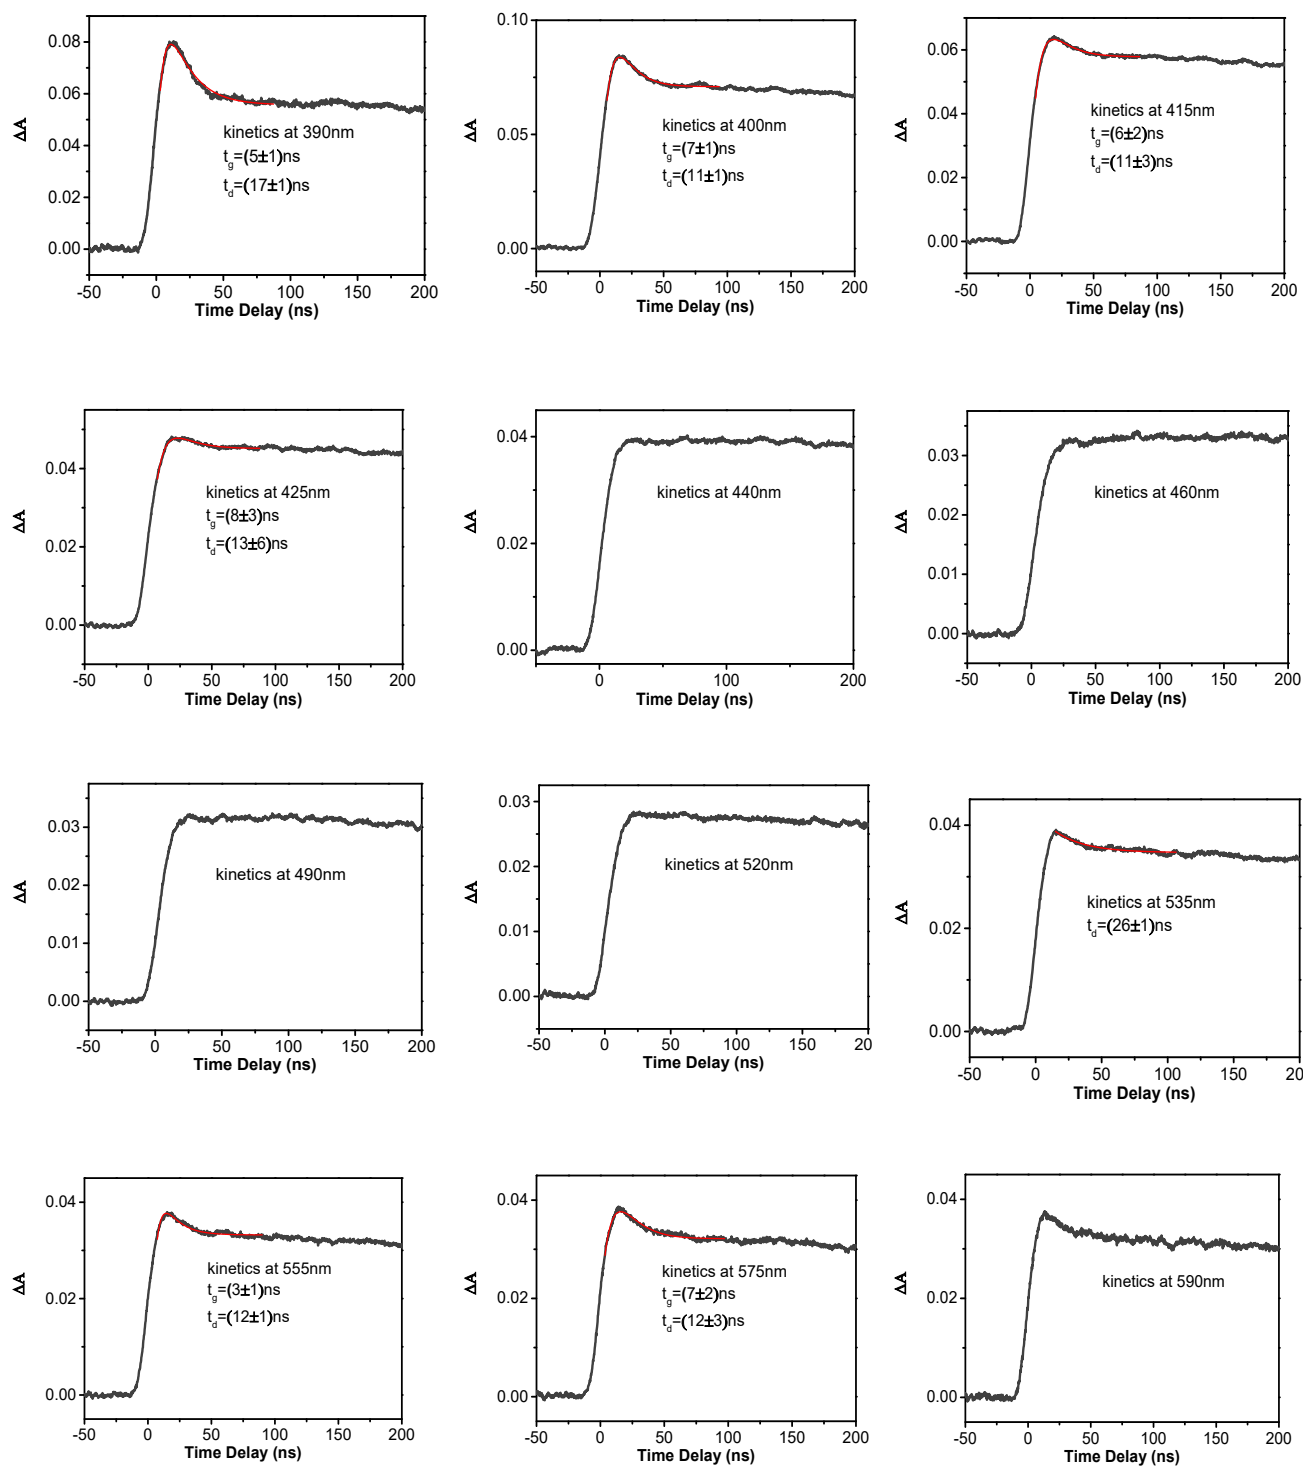 0.08
0.06
0.04
0.02
0.00
ΔA
kinetics at 390nm
t_g=(5±1)ns
t_d=(17±1)ns
-50 0 50 100 150 200
Time Delay (ns)
0.10
0.05
0.00
ΔA
kinetics at 400nm
t_g=(7±1)ns
t_d=(11±1)ns
-50 0 50 100 150 200
Time Delay (ns)
0.06
0.04
0.02
0.00
ΔA
kinetics at 415nm
t_g=(6±2)ns
t_d=(11±3)ns
-50 0 50 100 150 200
Time Delay (ns)
0.04
0.02
0.00
ΔA
kinetics at 425nm
t_g=(8±3)ns
t_d=(13±6)ns
-50 0 50 100 150 200
Time Delay (ns)
0.04
0.02
0.00
ΔA
kinetics at 440nm
0 100 200
Time Delay (ns)
0.03
0.02
0.01
0.00
ΔA
kinetics at 460nm
-50 0 50 100 150 200
Time Delay (ns)
0.03
0.02
0.01
0.00
ΔA
kinetics at 490nm
-50 0 50 100 150 200
Time Delay (ns)
0.03
0.02
0.01
0.00
ΔA
kinetics at 520nm
-50 0 50 100 150 200
Time Delay (ns)
0.04
0.02
0.00
ΔA
kinetics at 535nm
t_d=(26±1)ns
-50 0 50 100 150 20
Time Delay (ns)
0.04
0.02
0.00
ΔA
kinetics at 555nm
t_g=(3±1)ns
t_d=(12±1)ns
-50 0 50 100 150 200
Time Delay (ns)
0.04
0.02
0.00
ΔA
kinetics at 575nm
t_g=(7±2)ns
t_d=(12±3)ns
-50 0 50 100 150 200
Time Delay (ns)
0.04
0.02
0.00
ΔA
kinetics at 590nm
-50 0 50 100 150 200
Time Delay (ns)